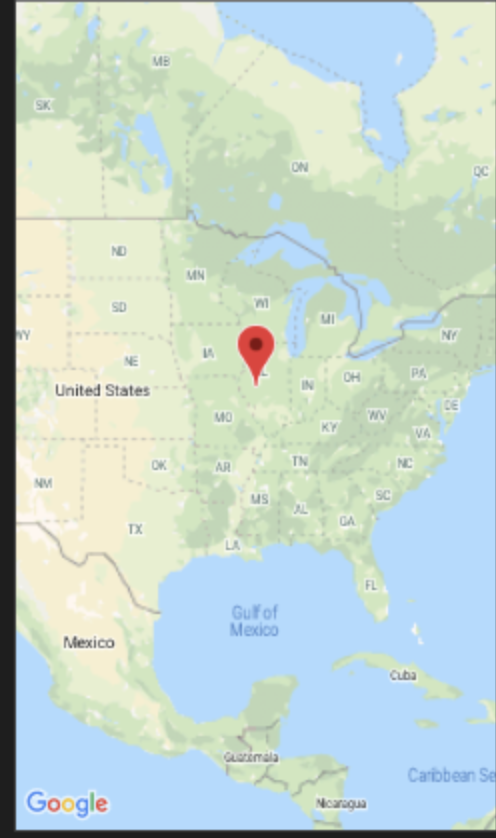 MB
SK
ON
QC
ND
MN
SD
WI
MI
WY
NY
IA
NE
PA
OH
IN
United States
DE
MO
WV
KY
VA
OK
AR
TN
NC
NM
MS
SC
AL
GA
TX
LA
FL
Gulf of
Mexico
Mexico
Cuba
Guatemala
Caribbean Se
Google
Nicaragua